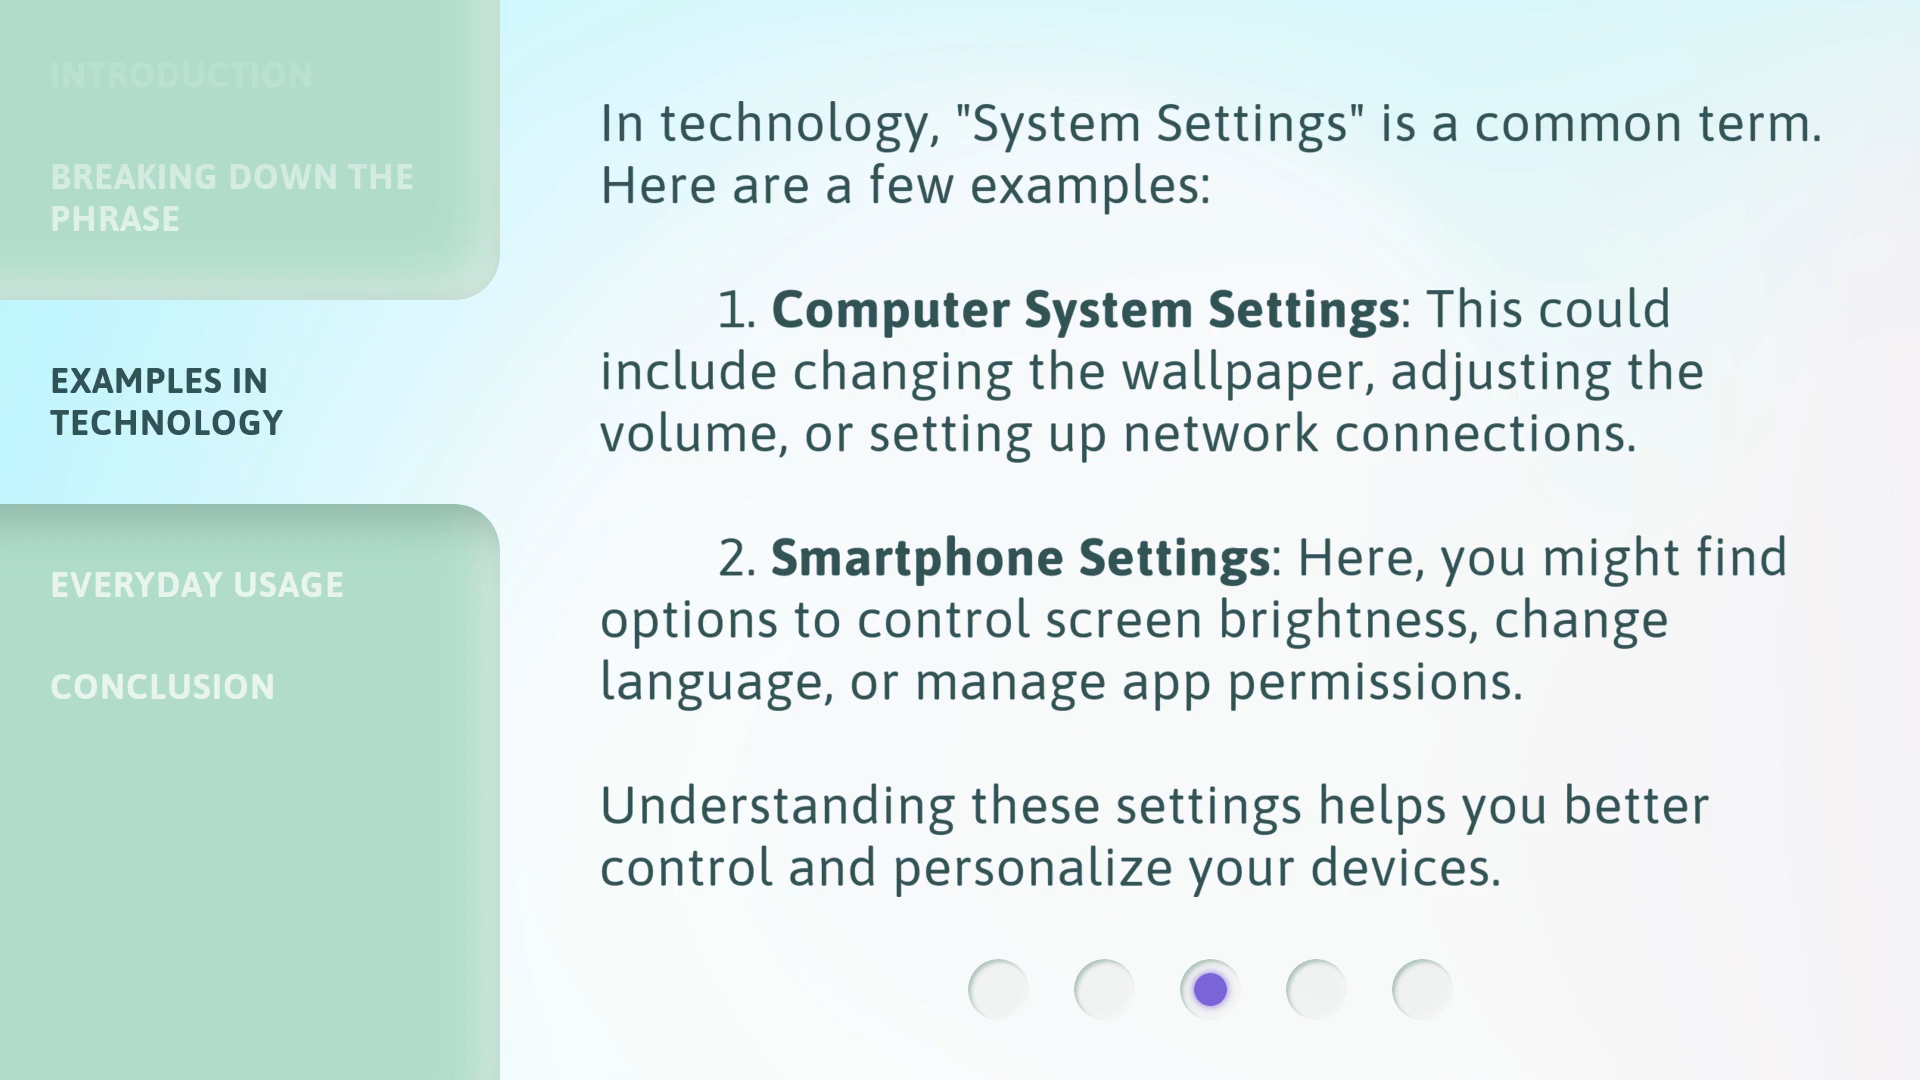 INTRODUCTION
BREAKING DOWN THE
PHRASE
EXAMPLES IN
TECHNOLOGY
EVERYDAY USAGE
CONCLUSION
In technology, "System Settings" is a common term.
Here are a few examples:
1. Computer System Settings: This could
include changing the wallpaper, adjusting the
volume, or setting up network connections.
2. Smartphone Settings: Here, you might find
options to control screen brightness, change
language, or manage app permissions.
Understanding these settings helps you better
control and personalize your devices.